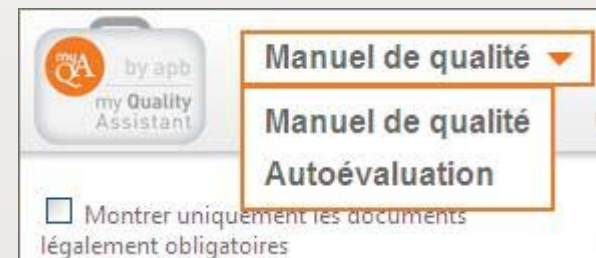 my
QA
by apb
my Quality
Assistant
Manuel de qualité
Manuel de qualité
Autoévaluation
Montrer uniquement les documents
légalement obligatoires